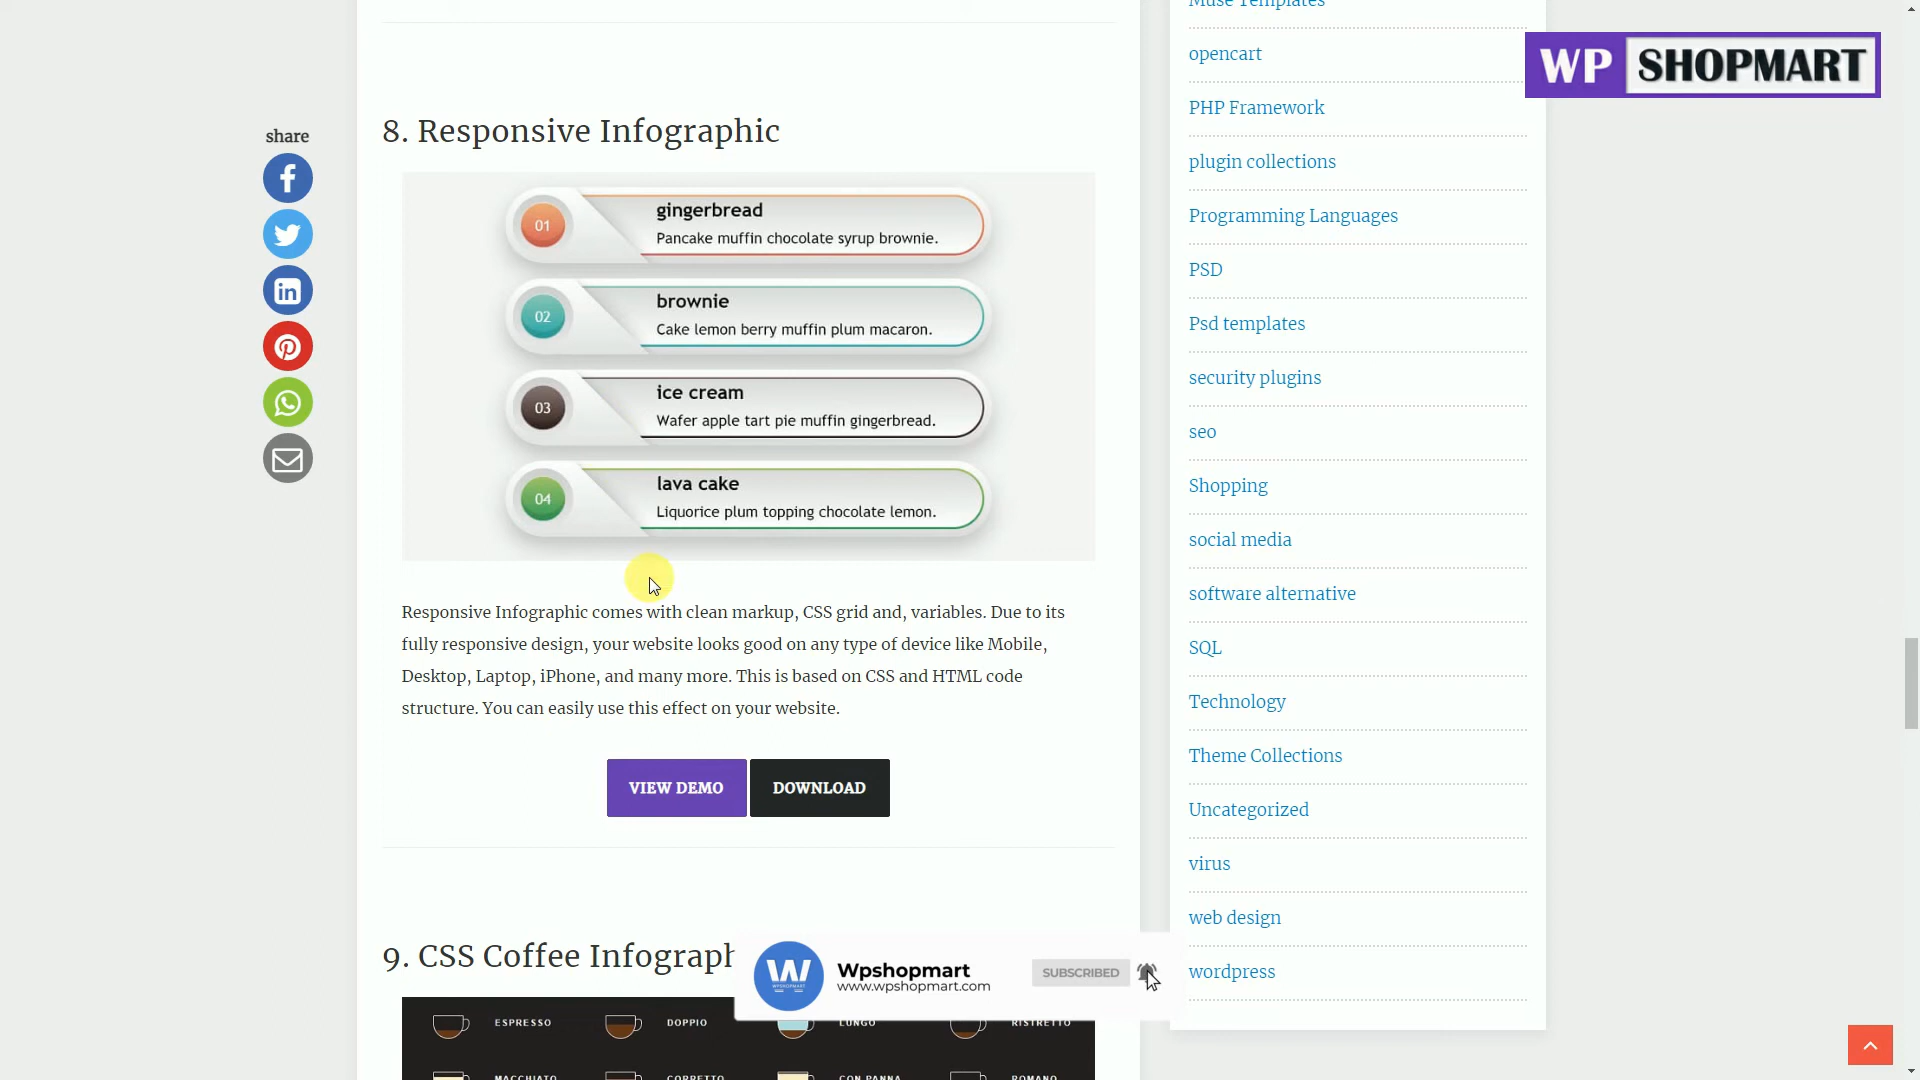 Muse Templates
opencart
PHP Framework
plugin collections
Programming Languages
PSD
Psd templates
security plugins
seo
Shopping
social media
software alternative
SQL
Technology
Theme Collections
Uncategorized
virus
web design
wordpress
WP SHOPMART
share
8. Responsive Infographic
01
gingerbread
Pancake muffin chocolate syrup brownie.
02
brownie
Cake lemon berry muffin plum macaron.
03
ice cream
Wafer apple tart pie muffin gingerbread.
04
lava cake
Liquorice plum topping chocolate lemon.
Responsive Infographic comes with clean markup, CSS grid and, variables. Due to its
fully responsive design, your website looks good on any type of device like Mobile,
Desktop, Laptop, iPhone, and many more. This is based on CSS and HTML code
structure. You can easily use this effect on your website.
VIEW DEMO DOWNLOAD
9. CSS Coffee Infograph
ESPRESSO DOPPIO LUNGO RISTRETTO
MACCHIATO CORRETTO CON PANNA ROMANO
Wpshopmart
www.wpshopmart.com
SUBSCRIBED